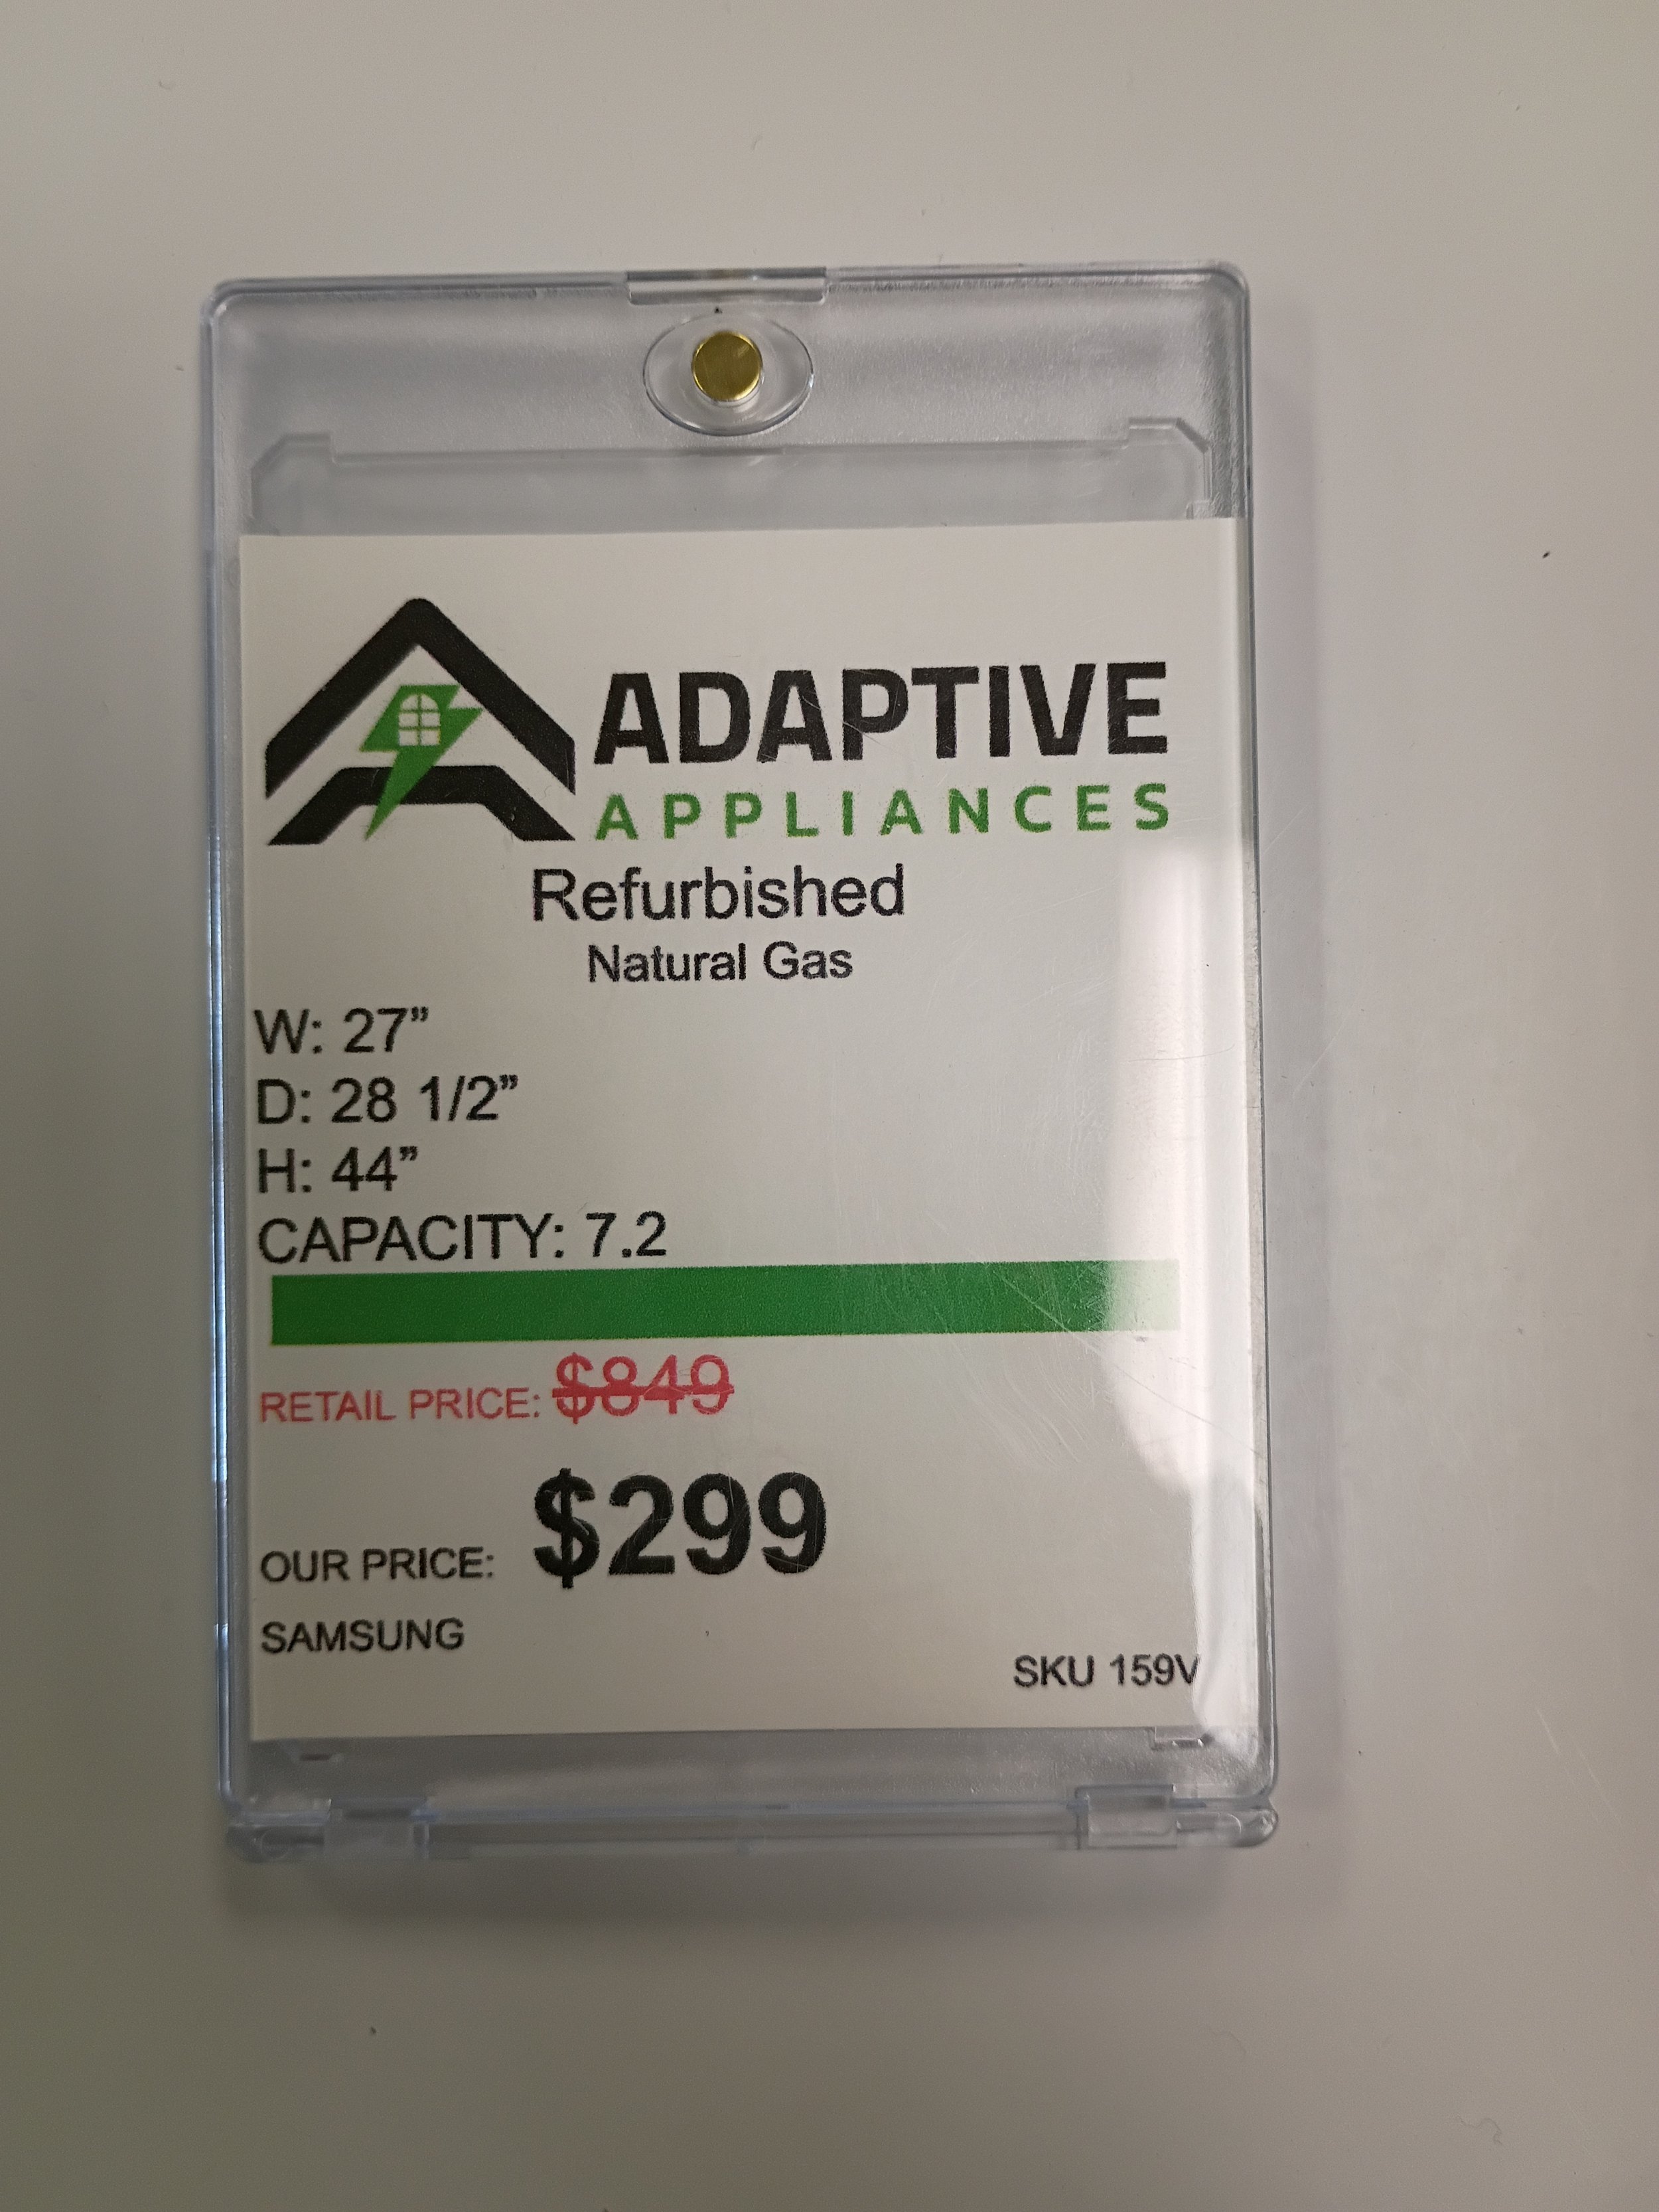 ADAPTIVE
APPLIANCES
Refurbished
Natural Gas
W: 27”
D: 28 1/2”
H: 44”
CAPACITY: 7.2
RETAIL PRICE: $849
OUR PRICE: $299
SAMSUNG
SKU 159V